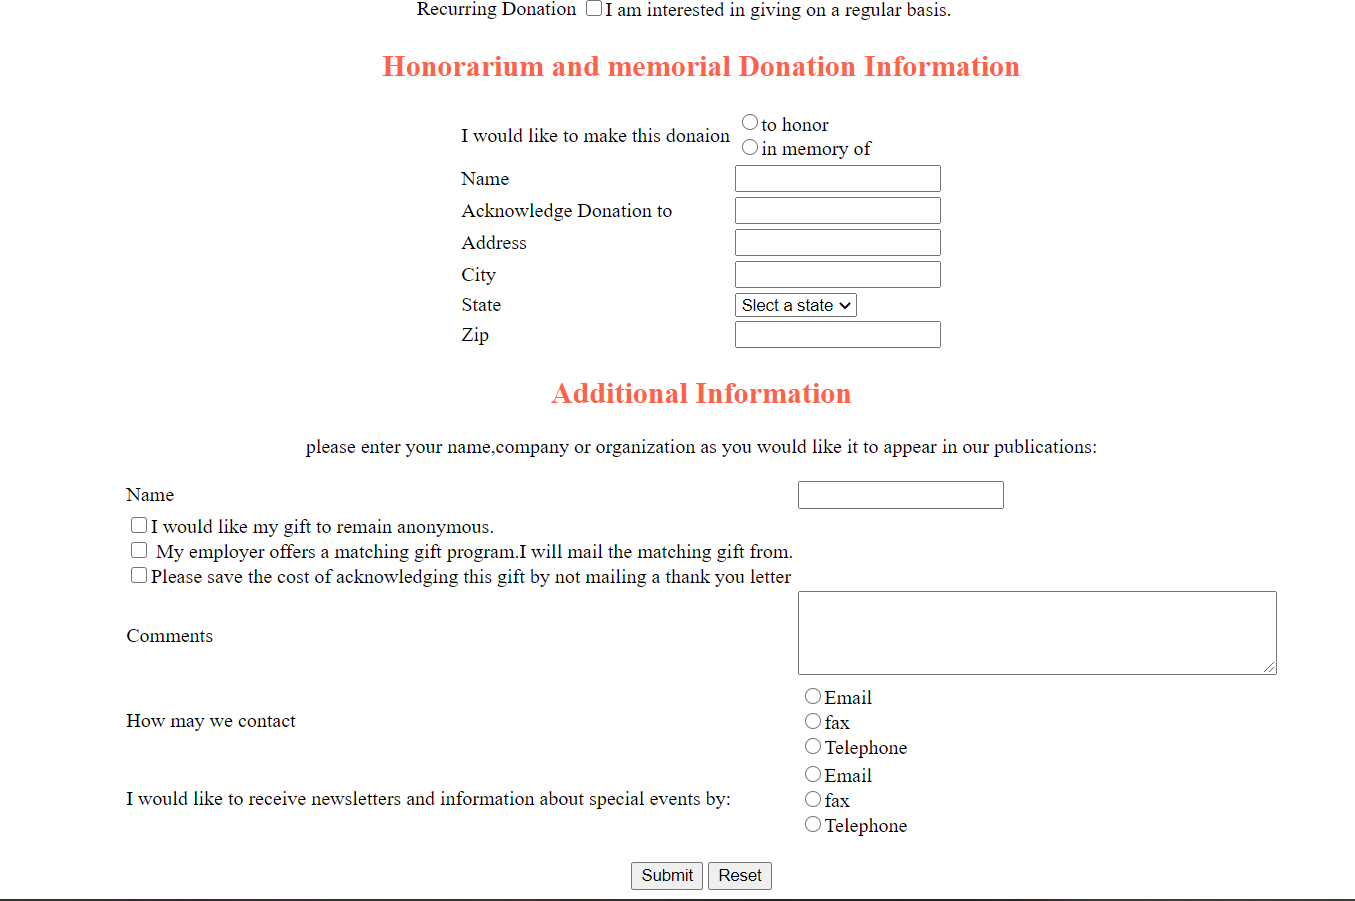 Recurring Donation I am interested in giving on a regular basis.
Honorarium and memorial Donation Information
I would like to make this donaion
to honor
in memory of
Name
Acknowledge Donation to
Address
City
State Slect a state
Zip
Additional Information
please enter your name,company or organization as you would like it to appear in our publications:
Name
I would like my gift to remain anonymous.
My employer offers a matching gift program.I will mail the matching gift from.
Please save the cost of acknowledging this gift by not mailing a thank you letter
Comments
How may we contact
Email
fax
Telephone
I would like to receive newsletters and information about special events by:
Email
fax
Telephone
Submit Reset